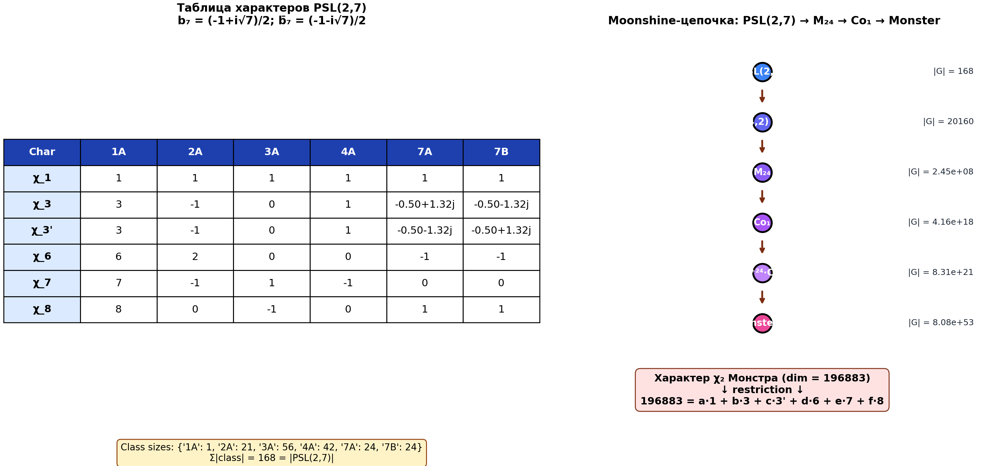 Таблица характеров PSL(2,7)
b₇ = (-1+i√7)/2; b̄₇ = (-1-i√7)/2
Char 1A 2A 3A 4A 7A 7B
χ_1 1 1 1 1 1 1
χ_3 3 -1 0 1 -0.50+1.32j -0.50-1.32j
χ_3' 3 -1 0 1 -0.50-1.32j -0.50+1.32j
χ_6 6 2 0 0 -1 -1
χ_7 7 -1 1 -1 0 0
χ_8 8 0 -1 0 1 1
Class sizes: {'1A': 1, '2A': 21, '3A': 56, '4A': 42, '7A': 24, '7B': 24}
Σ|class| = 168 = |PSL(2,7)|
Moonshine-цепочка: PSL(2,7) → M₂₄ → Co₁ → Monster
L(2, |G| = 168
,2) |G| = 20160
M₂₄ |G| = 2.45e+08
Co₁ |G| = 4.16e+18
⁺²⁴· |G| = 8.31e+21
nste |G| = 8.08e+53
Характер χ₂ Монстра (dim = 196883)
↓ restriction ↓
196883 = a·1 + b·3 + c·3' + d·6 + e·7 + f·8